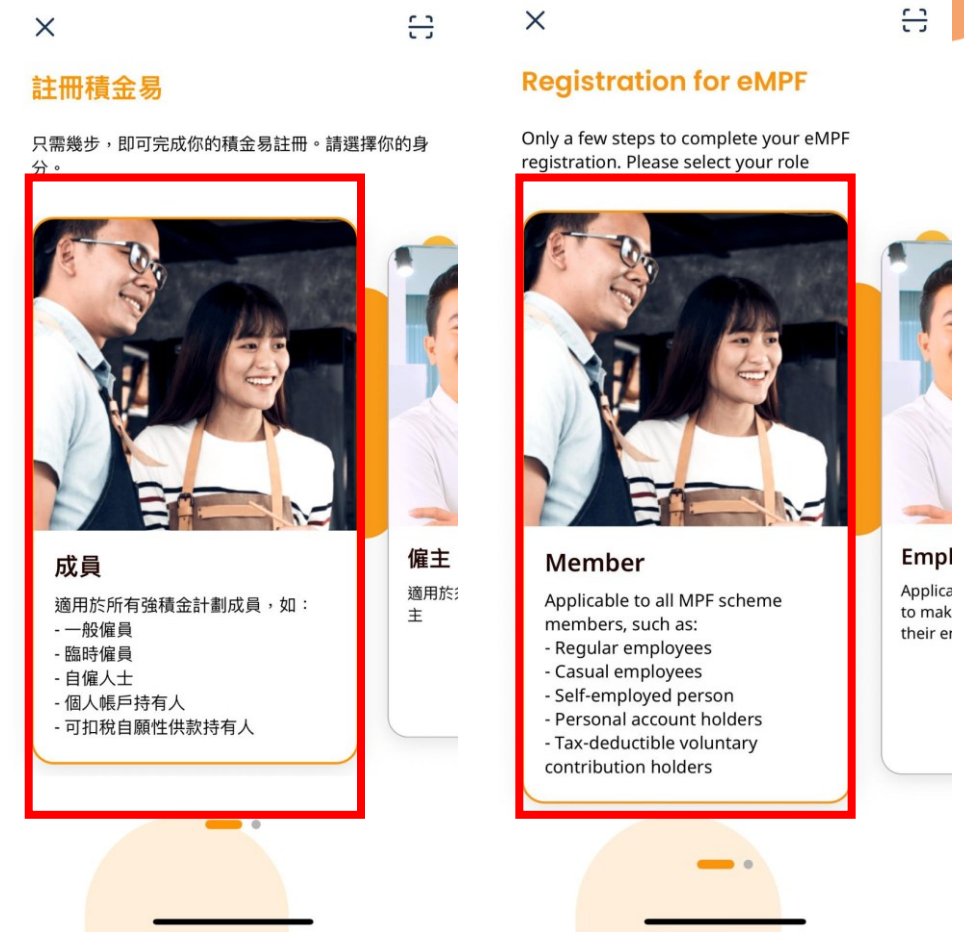 註冊積金易
只需幾步，即可完成你的積金易註冊。請選擇你的身
分。
成員
適用於所有強積金計劃成員，如：
- 一般僱員
- 臨時僱員
- 自僱人士
- 個人帳戶持有人
- 可扣稅自願性供款持有人
僱主
適用於
主
Registration for eMPF
Only a few steps to complete your eMPF
registration. Please select your role
Member
Applicable to all MPF scheme
members, such as:
- Regular employees
- Casual employees
- Self-employed person
- Personal account holders
- Tax-deductible voluntary
contribution holders
Empl
Applica
to mak
their